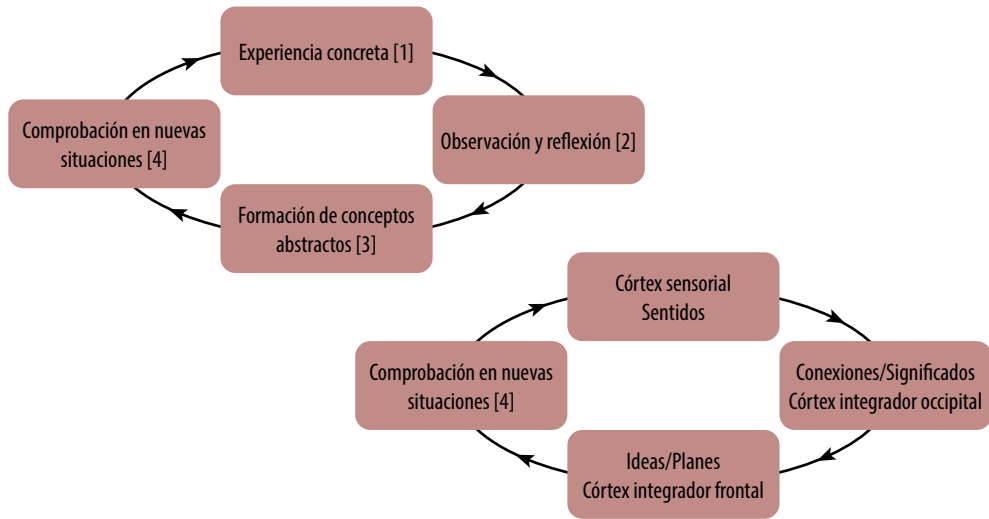 Experiencia concreta [1]
Comprobación en nuevas
situaciones [4]
Observación y reflexión [2]
Formación de conceptos
abstractos [3]
Córtex sensorial
Sentidos
Comprobación en nuevas
situaciones [4]
Conexiones/Significados
Córtex integrador occipital
Ideas/Planes
Córtex integrador frontal